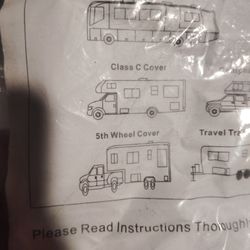 Class C Cover
5th Wheel Cover
Travel Tra
Please Read Instructions Thoroughl